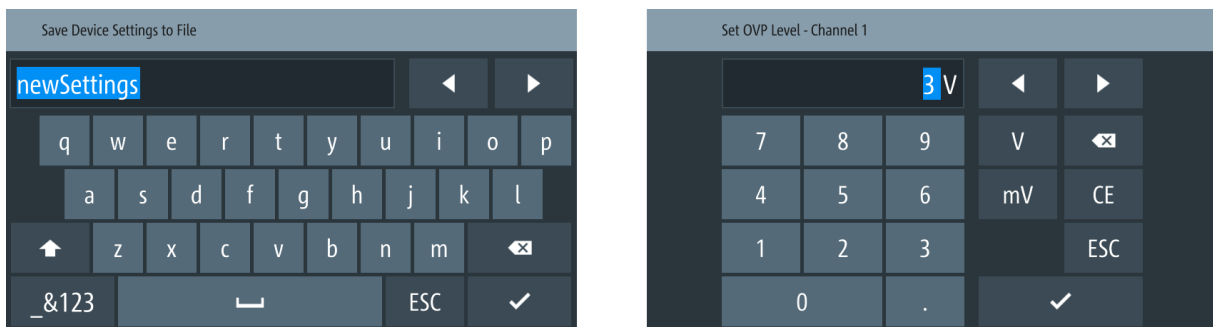 Save Device Settings to File
newSettings
q w e r t y u i o p
a s d f g h j k l
z x c v b n m
_&123 ESC
Set OVP Level - Channel 1
3 V
7 8 9 V
4 5 6 mV CE
1 2 3 ESC
0 .